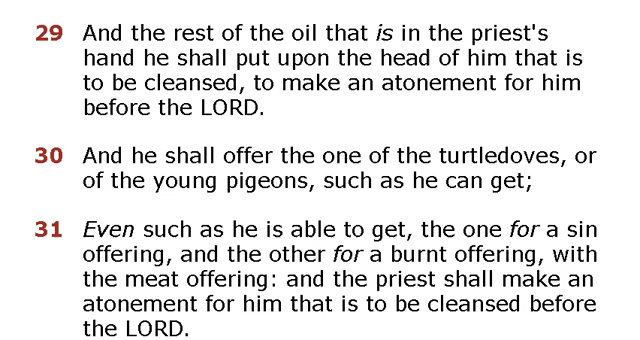 29 And the rest of the oil that is in the priest's
hand he shall put upon the head of him that is
to be cleansed, to make an atonement for him
before the LORD.
30 And he shall offer the one of the turtledoves, or
of the young pigeons, such as he can get;
31 Even such as he is able to get, the one for a sin
offering, and the other for a burnt offering, with
the meat offering: and the priest shall make an
atonement for him that is to be cleansed before
the LORD.